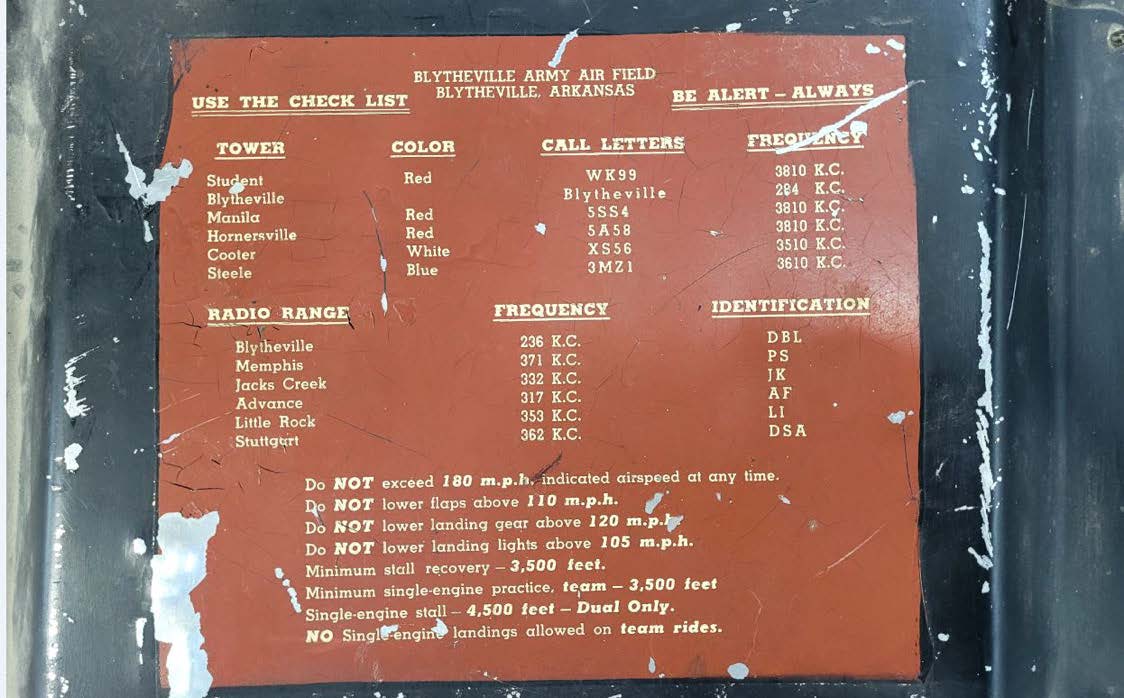 BLYTHEVILLE ARMY AIR FIELD
BLYTHEVILLE, ARKANSAS
USE THE CHECK LIST BE ALERT – ALWAYS
TOWER COLOR CALL LETTERS FREQUENCY
Student Red WK99 3810 K.C.
Blytheville Blytheville 284 K.C.
Manila Red 5SS4 3810 K.C.
Hornersville Red 5A58 3810 K.C.
Cooter White XS56 3510 K.C.
Steele Blue 3MZ1 3610 K.C.
RADIO RANGE FREQUENCY IDENTIFICATION
Blytheville 236 K.C. DBL
Memphis 371 K.C. PS
Jacks Creek 332 K.C. JK
Advance 317 K.C. AF
Little Rock 353 K.C. LI
Stuttgart 362 K.C. DSA
Do NOT exceed 180 m.p.h. indicated airspeed at any time.
Do NOT lower flaps above 110 m.p.h.
Do NOT lower landing gear above 120 m.p.h.
Do NOT lower landing lights above 105 m.p.h.
Minimum stall recovery – 3,500 feet.
Minimum single-engine practice, team – 3,500 feet
Single-engine stall – 4,500 feet – Dual Only.
NO Single-engine landings allowed on team rides.